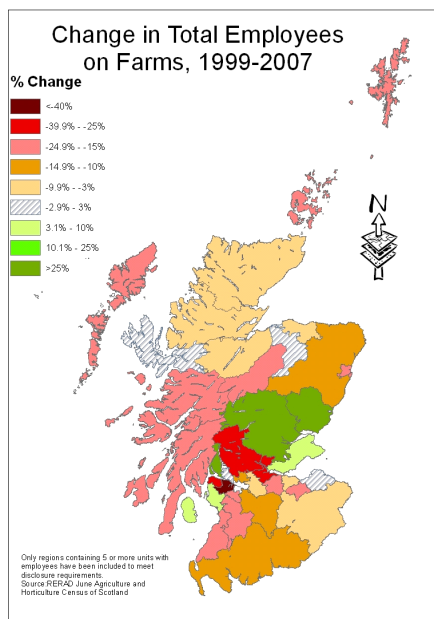 Change in Total Employees
on Farms, 1999-2007
% Change
<-40%
-39.9% - -25%
-24.9% - -15%
-14.9% - -10%
-9.9% - -3%
-2.9% - 3%
3.1% - 10%
10.1% - 25%
>25%
N
Only regions containing 5 or more units with
employees have been included to meet
disclosure requirements.
Source:RERAD June Agriculture and
Horticulture Census of Scotland